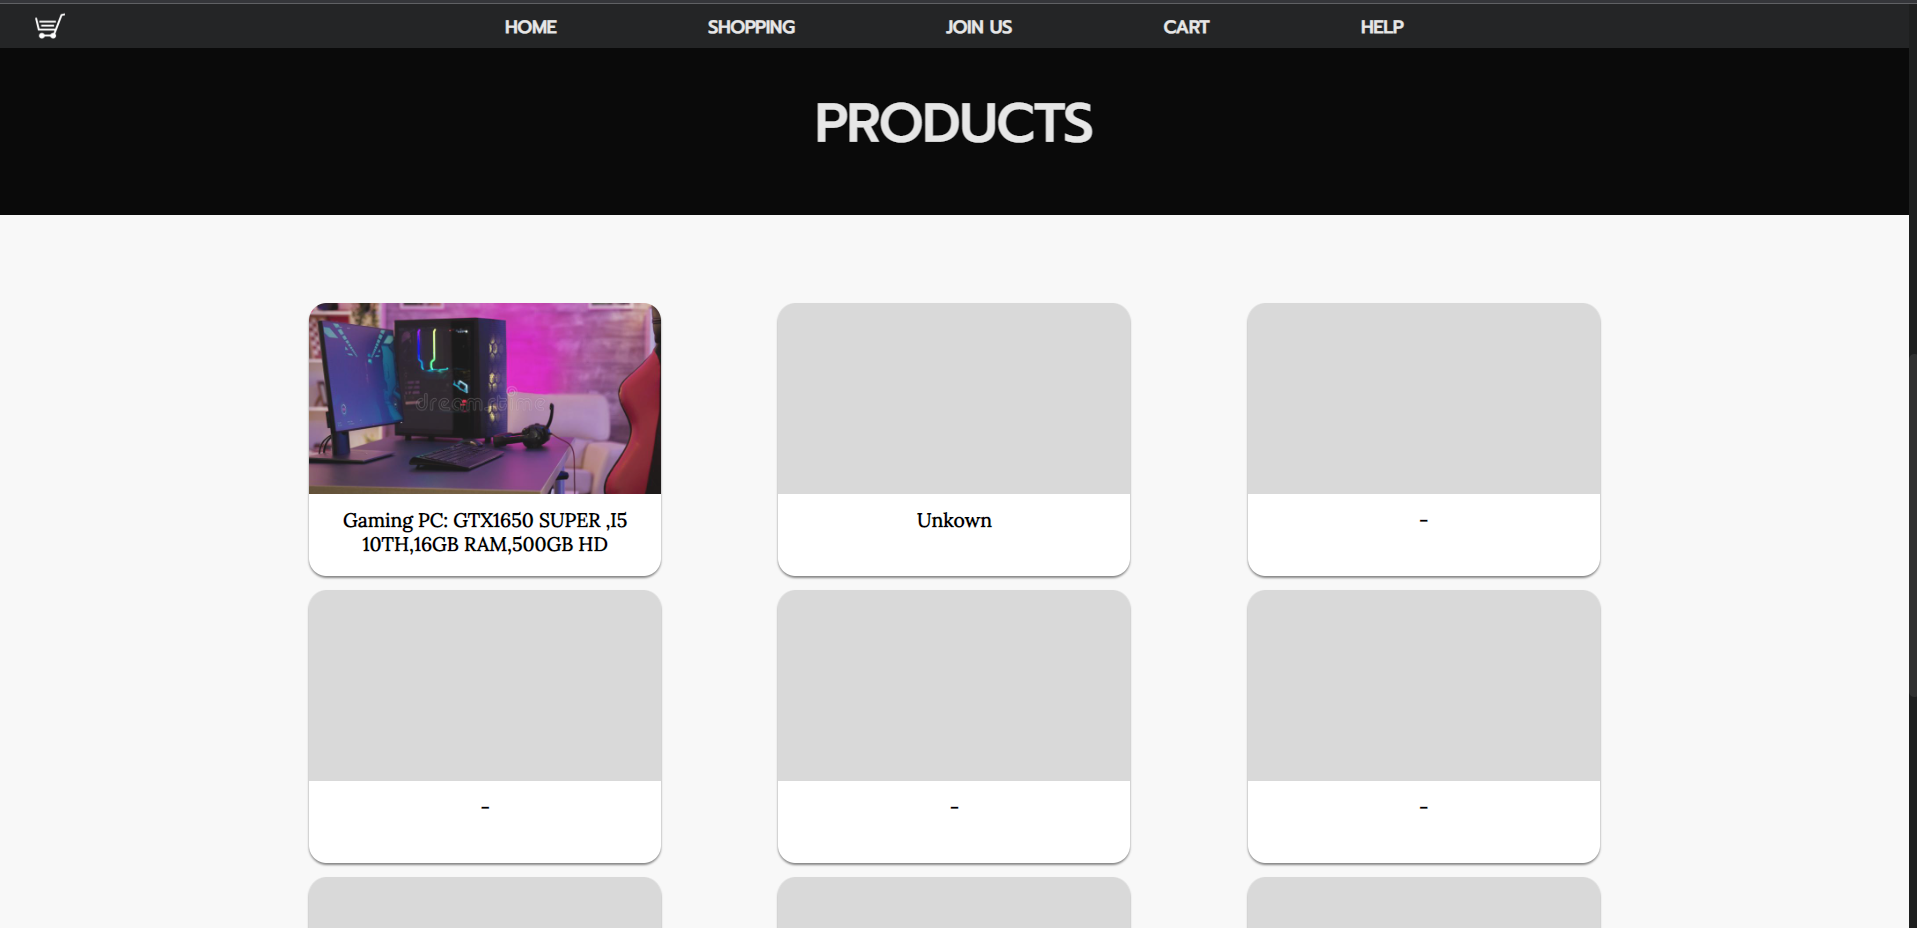 HOME SHOPPING JOIN US CART HELP
PRODUCTS
dreamstime
Gaming PC: GTX1650 SUPER ,I5
10TH,16GB RAM,500GB HD
Unkown
-
-
-
-